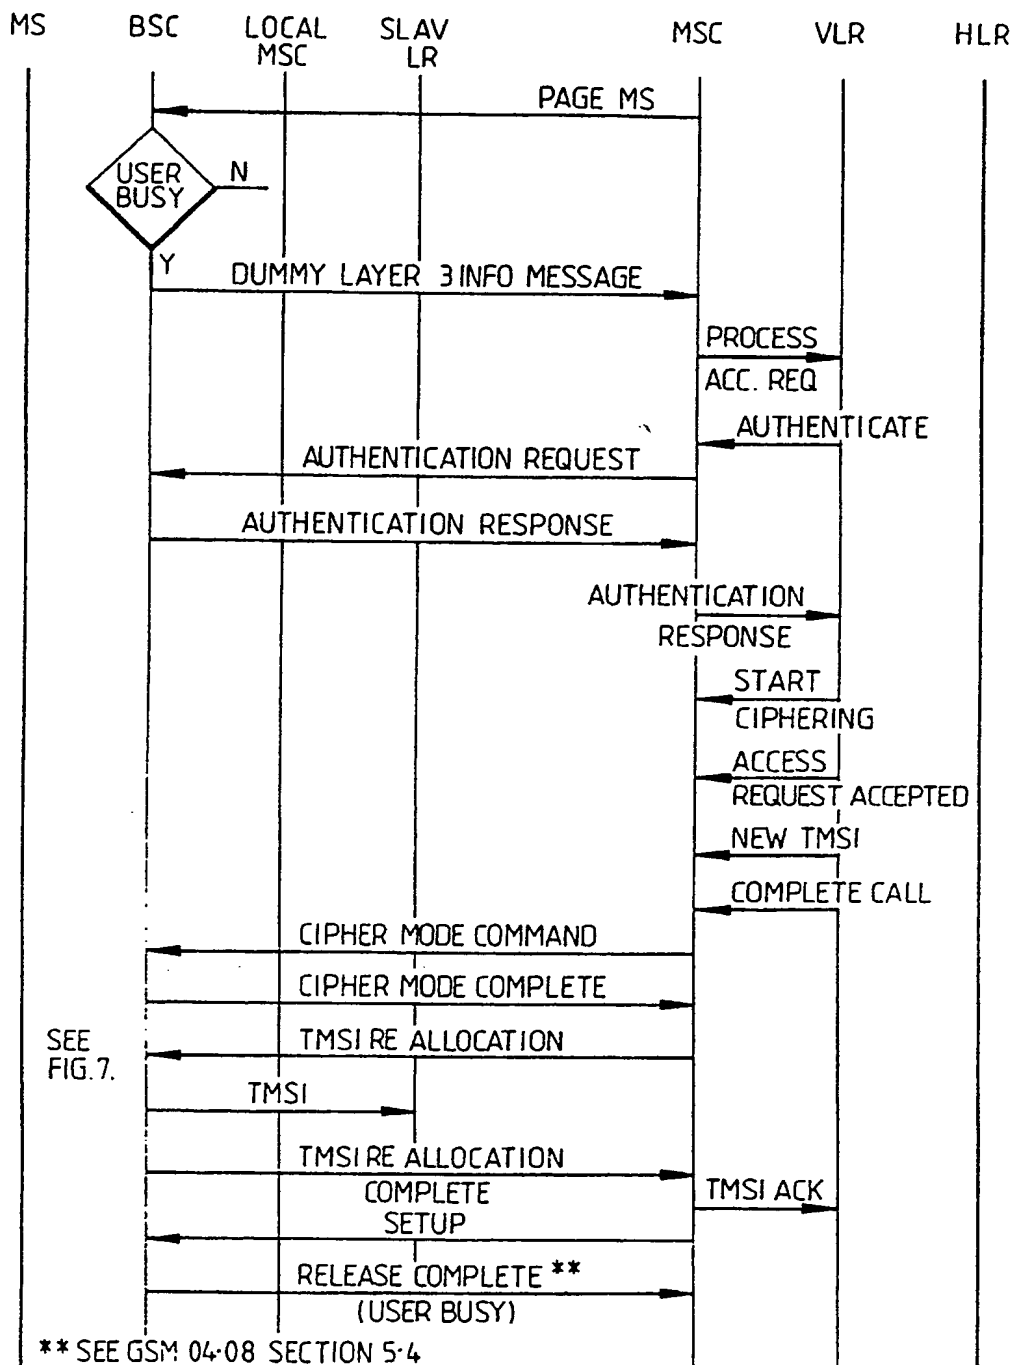 MS BSC LOCAL SLAV MSC VLR HLR
MSC LR
PAGE MS
USER N
BUSY
Y
DUMMY LAYER 3 INFO MESSAGE
PROCESS
ACC. REQ
AUTHENTICATE
AUTHENTICATION REQUEST
AUTHENTICATION RESPONSE
AUTHENTICATION
RESPONSE
START
CIPHERING
ACCESS
REQUEST ACCEPTED
NEW TMSI
COMPLETE CALL
CIPHER MODE COMMAND
CIPHER MODE COMPLETE
SEE
FIG.7.
TMSI RE ALLOCATION
TMSI
TMSI RE ALLOCATION
COMPLETE
TMSI ACK
SETUP
RELEASE COMPLETE **
(USER BUSY)
** SEE GSM 04·08 SECTION 5·4